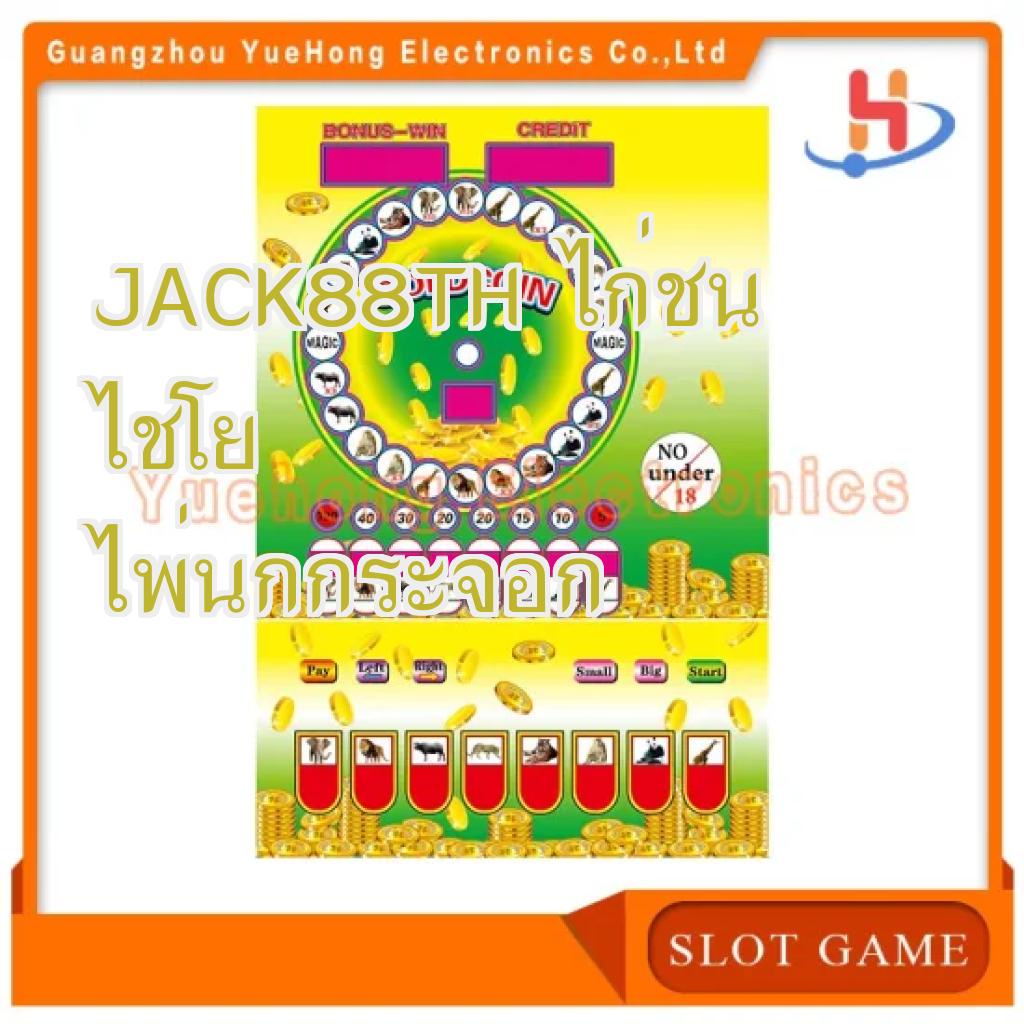 Guangzhou YueHong Electronics Co.,Ltd
BONUS-WIN CREDIT
JACK88TH ไก่ชน
MAGIC MAGIC
ไชโย
NO
under
18
Yuehong Electronics
40 30 20 20 15 10 5
ไพ่นกกระจอก
Pay Left Right Small Big Start
SLOT GAME